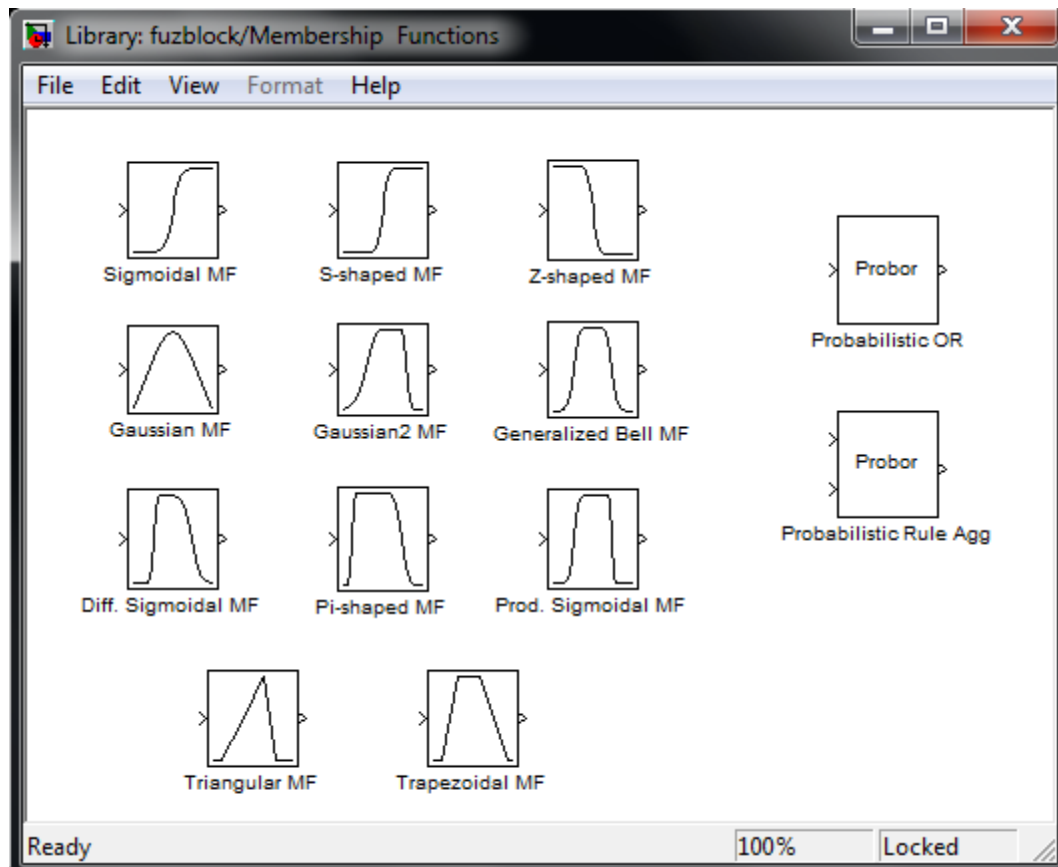 Library: fuzblock/Membership Functions
File Edit View Format Help
Sigmoidal MF
S-shaped MF
Z-shaped MF
Probor
Probabilistic OR
Gaussian MF
Gaussian2 MF
Generalized Bell MF
Probor
Probabilistic Rule Agg
Diff. Sigmoidal MF
Pi-shaped MF
Prod. Sigmoidal MF
Triangular MF
Trapezoidal MF
Ready
100%
Locked